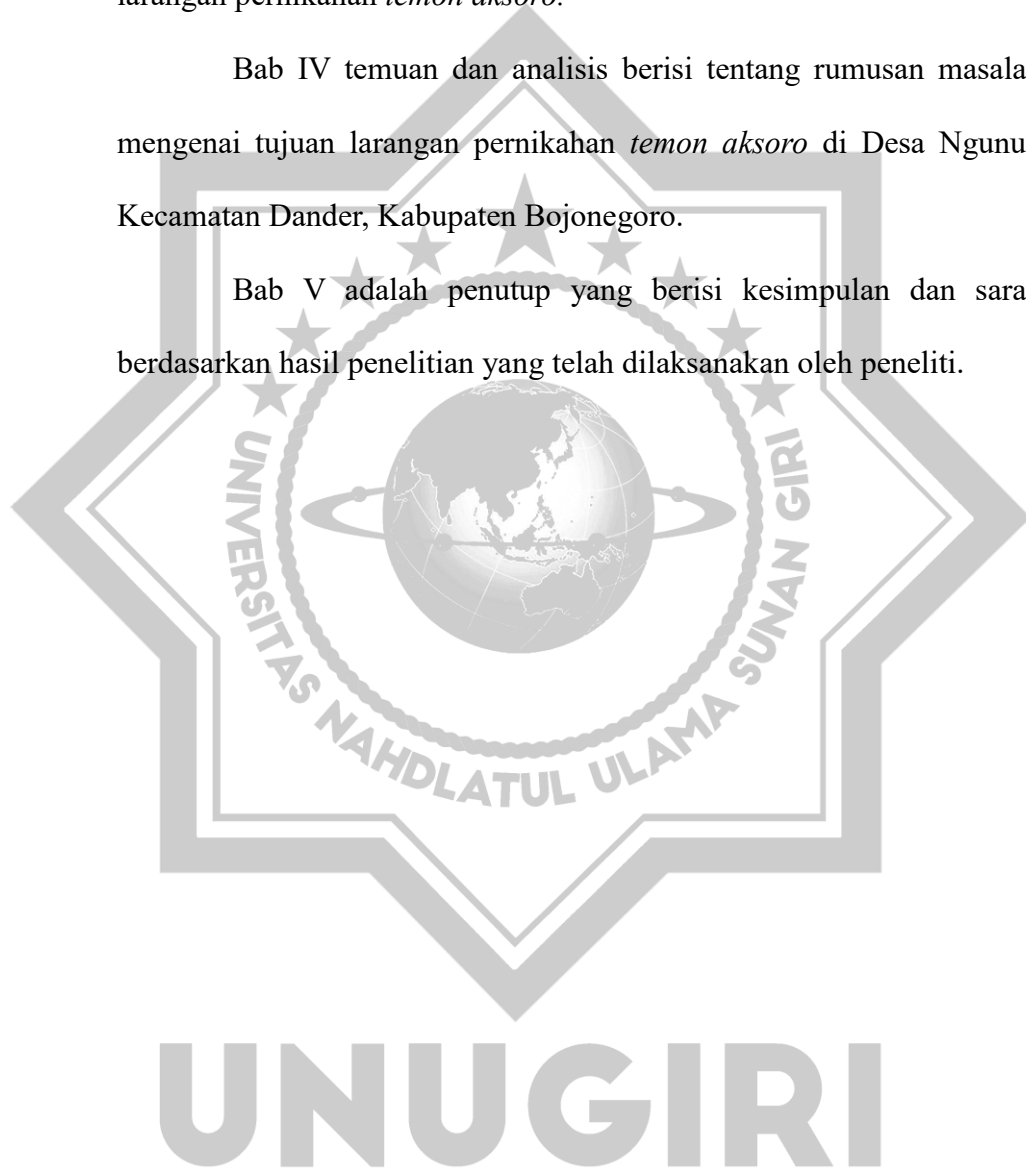 larangan pernikahan temon aksoro.
Bab IV temuan dan analisis berisi tentang rumusan masala
mengenai tujuan larangan pernikahan temon aksoro di Desa Ngunu
Kecamatan Dander, Kabupaten Bojonegoro.
Bab V adalah penutup yang berisi kesimpulan dan sara
berdasarkan hasil penelitian yang telah dilaksanakan oleh peneliti.
UNIVERSITAS NAHDLATUL ULAMA SUNAN GIRI
UNUGIRI